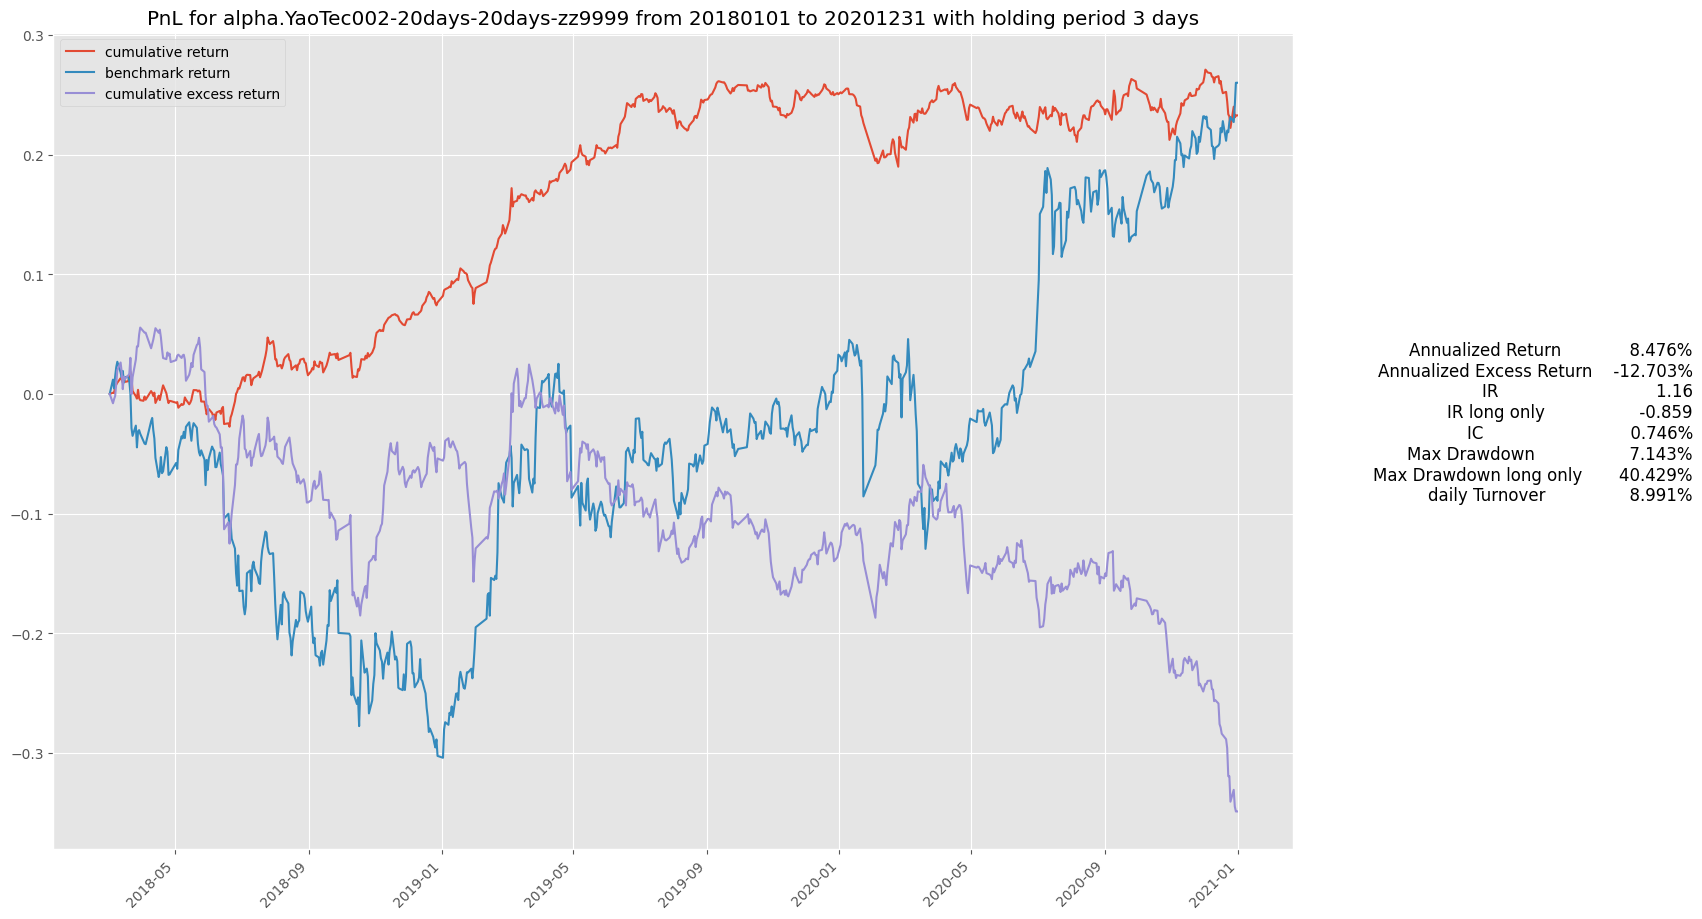 PnL for alpha.YaoTec002-20days-20days-zz9999 from 20180101 to 20201231 with holding period 3 days
cumulative return
benchmark return
cumulative excess return
0.3
0.2
0.1
0.0
−0.1
−0.2
−0.3
2018-05
2018-09
2019-01
2019-05
2019-09
2020-01
2020-05
2020-09
2021-01
Annualized Return 8.476%
Annualized Excess Return -12.703%
IR 1.16
IR long only -0.859
IC 0.746%
Max Drawdown 7.143%
Max Drawdown long only 40.429%
daily Turnover 8.991%